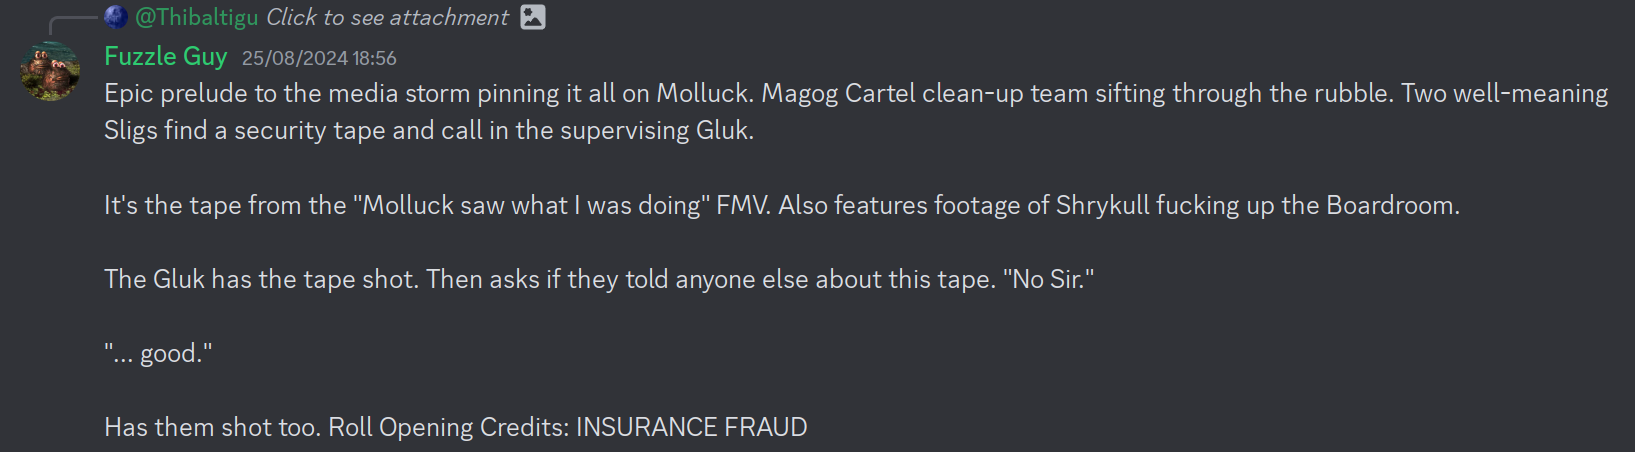 @Thibaltigu Click to see attachment
Fuzzle Guy 25/08/2024 18:56
Epic prelude to the media storm pinning it all on Molluck. Magog Cartel clean-up team sifting through the rubble. Two well-meaning
Sligs find a security tape and call in the supervising Gluk.
It's the tape from the "Molluck saw what I was doing" FMV. Also features footage of Shrykull fucking up the Boardroom.
The Gluk has the tape shot. Then asks if they told anyone else about this tape. "No Sir."
"... good."
Has them shot too. Roll Opening Credits: INSURANCE FRAUD